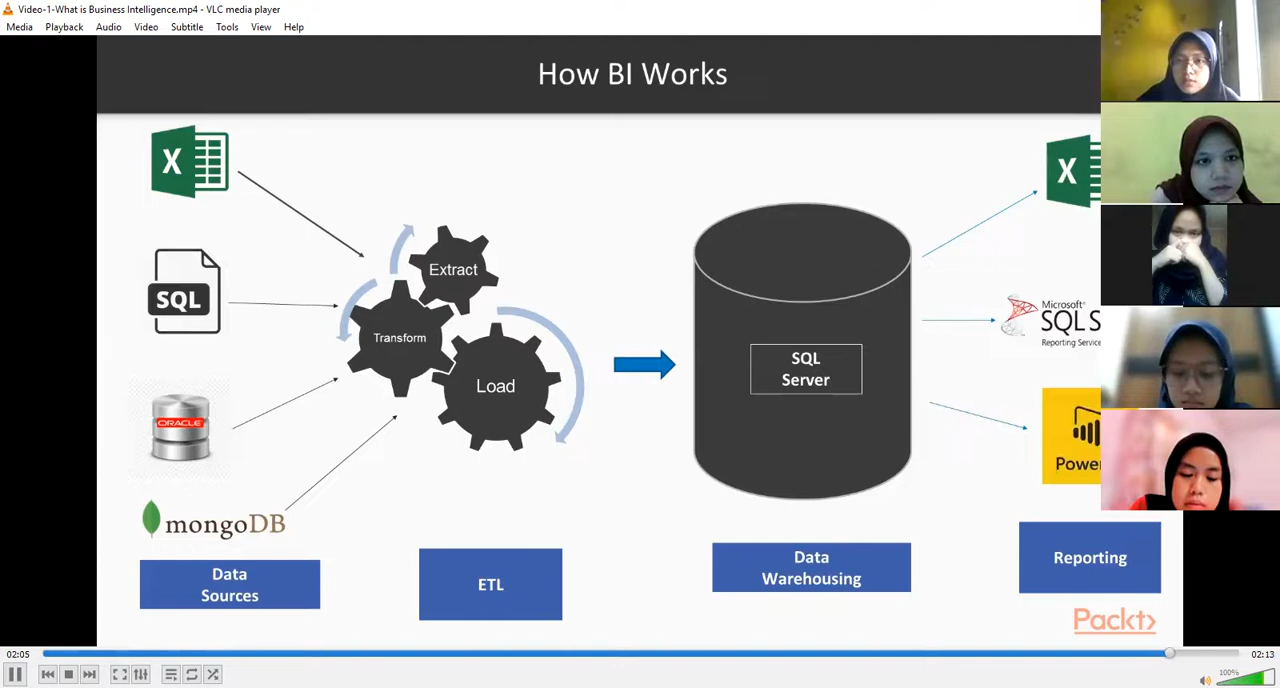 Video-1-What is Business Intelligence.mp4 - VLC media player
Media Playback Audio Video Subtitle Tools View Help
How BI Works
X
SQL
ORACLE
mongoDB
Data
Sources
Extract
Transform
Load
ETL
SQL
Server
Data
Warehousing
X
Microsoft
SQL S
Reporting Service
Power
Reporting
Packt>
02:05
02:13
100%